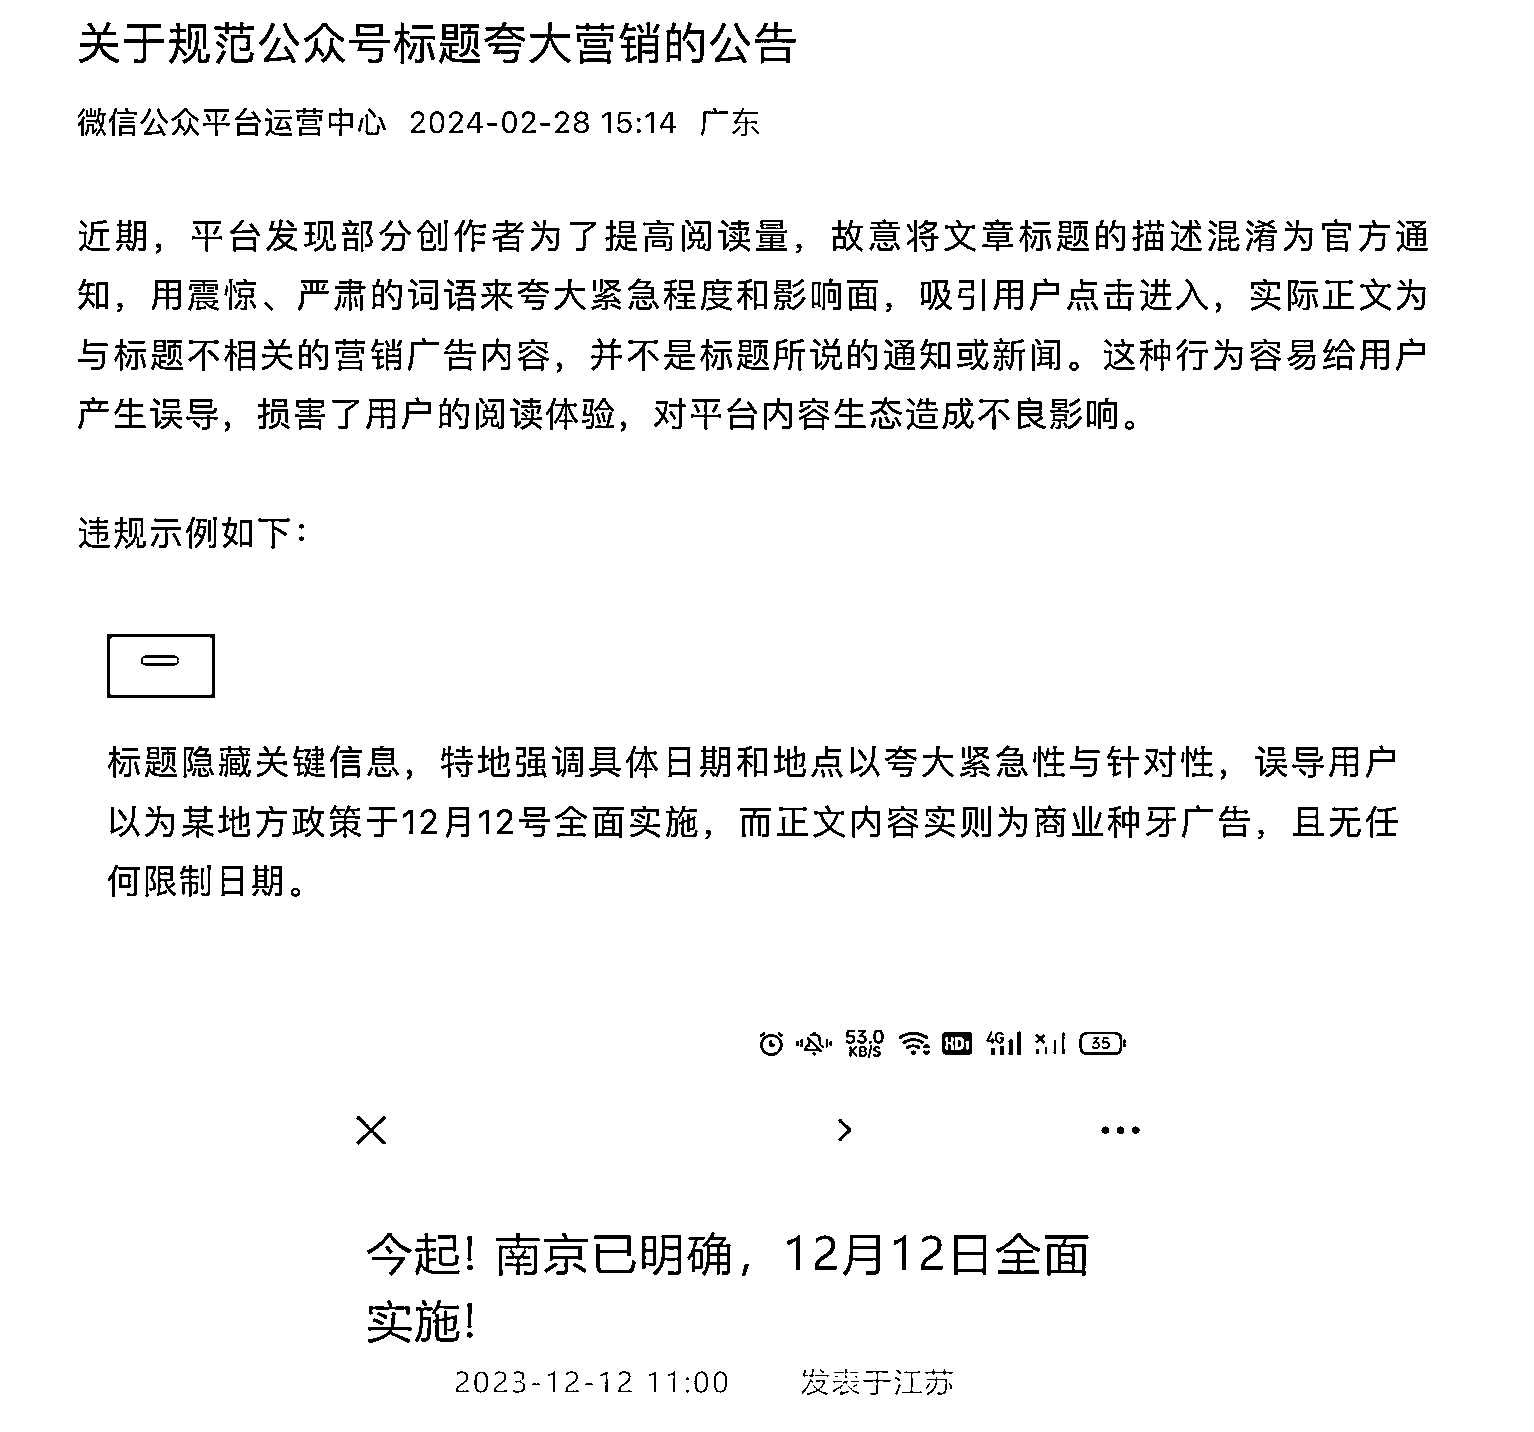 关于规范公众号标题夸大营销的公告
微信公众平台运营中心 2024-02-28 15:14 广东
近期，平台发现部分创作者为了提高阅读量，故意将文章标题的描述混淆为官方通
知，用震惊、严肃的词语来夸大紧急程度和影响面，吸引用户点击进入，实际正文为
与标题不相关的营销广告内容，并不是标题所说的通知或新闻。这种行为容易给用户
产生误导，损害了用户的阅读体验，对平台内容生态造成不良影响。
违规示例如下：
一
标题隐藏关键信息，特地强调具体日期和地点以夸大紧急性与针对性，误导用户
以为某地方政策于12月12号全面实施，而正文内容实则为商业种牙广告，且无任
何限制日期。
53.0 KB/S HD 4G 35
今起！南京已明确，12月12日全面
实施！
2023-12-12 11:00 发表于江苏